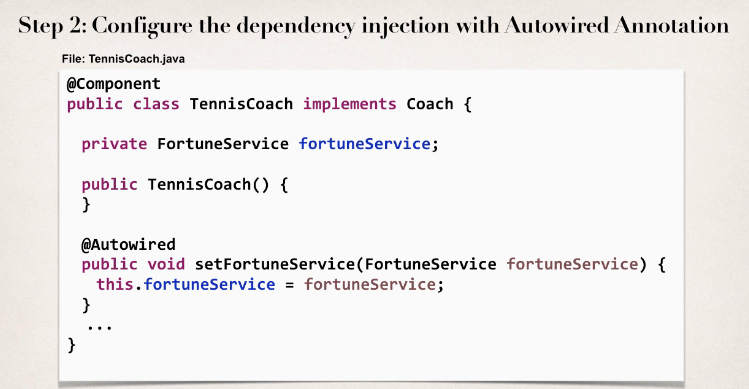 Step 2: Configure the dependency injection with Autowired Annotation
File: TennisCoach.java
@Component
public class TennisCoach implements Coach {
private FortuneService fortuneService;
public TennisCoach() {
}
@Autowired
public void setFortuneService(FortuneService fortuneService) {
this.fortuneService = fortuneService;
}
...
}